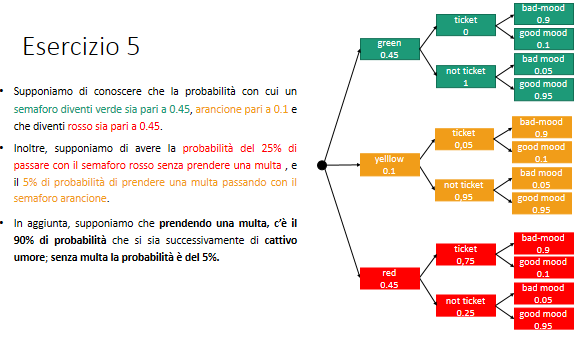 Esercizio 5
• Supponiamo di conoscere che la probabilità con cui un
semaforo diventi verde sia pari a 0.45, arancione pari a 0.1 e
che diventi rosso sia pari a 0.45.
• Inoltre, supponiamo di avere la probabilità del 25% di
passare con il semaforo rosso senza prendere una multa , e
il 5% di probabilità di prendere una multa passando con il
semaforo arancione.
• In aggiunta, supponiamo che prendendo una multa, c'è il
90% di probabilità che si sia successivamente di cattivo
umore; senza multa la probabilità è del 5%.
green
0.45
ticket
0
bad-mood
0.9
good mood
0.1
not ticket
1
bad mood
0.05
good mood
0.95
yelllow
0.1
ticket
0,05
bad-mood
0.9
good mood
0.1
not ticket
0,95
bad mood
0.05
good mood
0.95
red
0.45
ticket
0,75
bad-mood
0.9
good mood
0.1
not ticket
0.25
bad mood
0.05
good mood
0.95